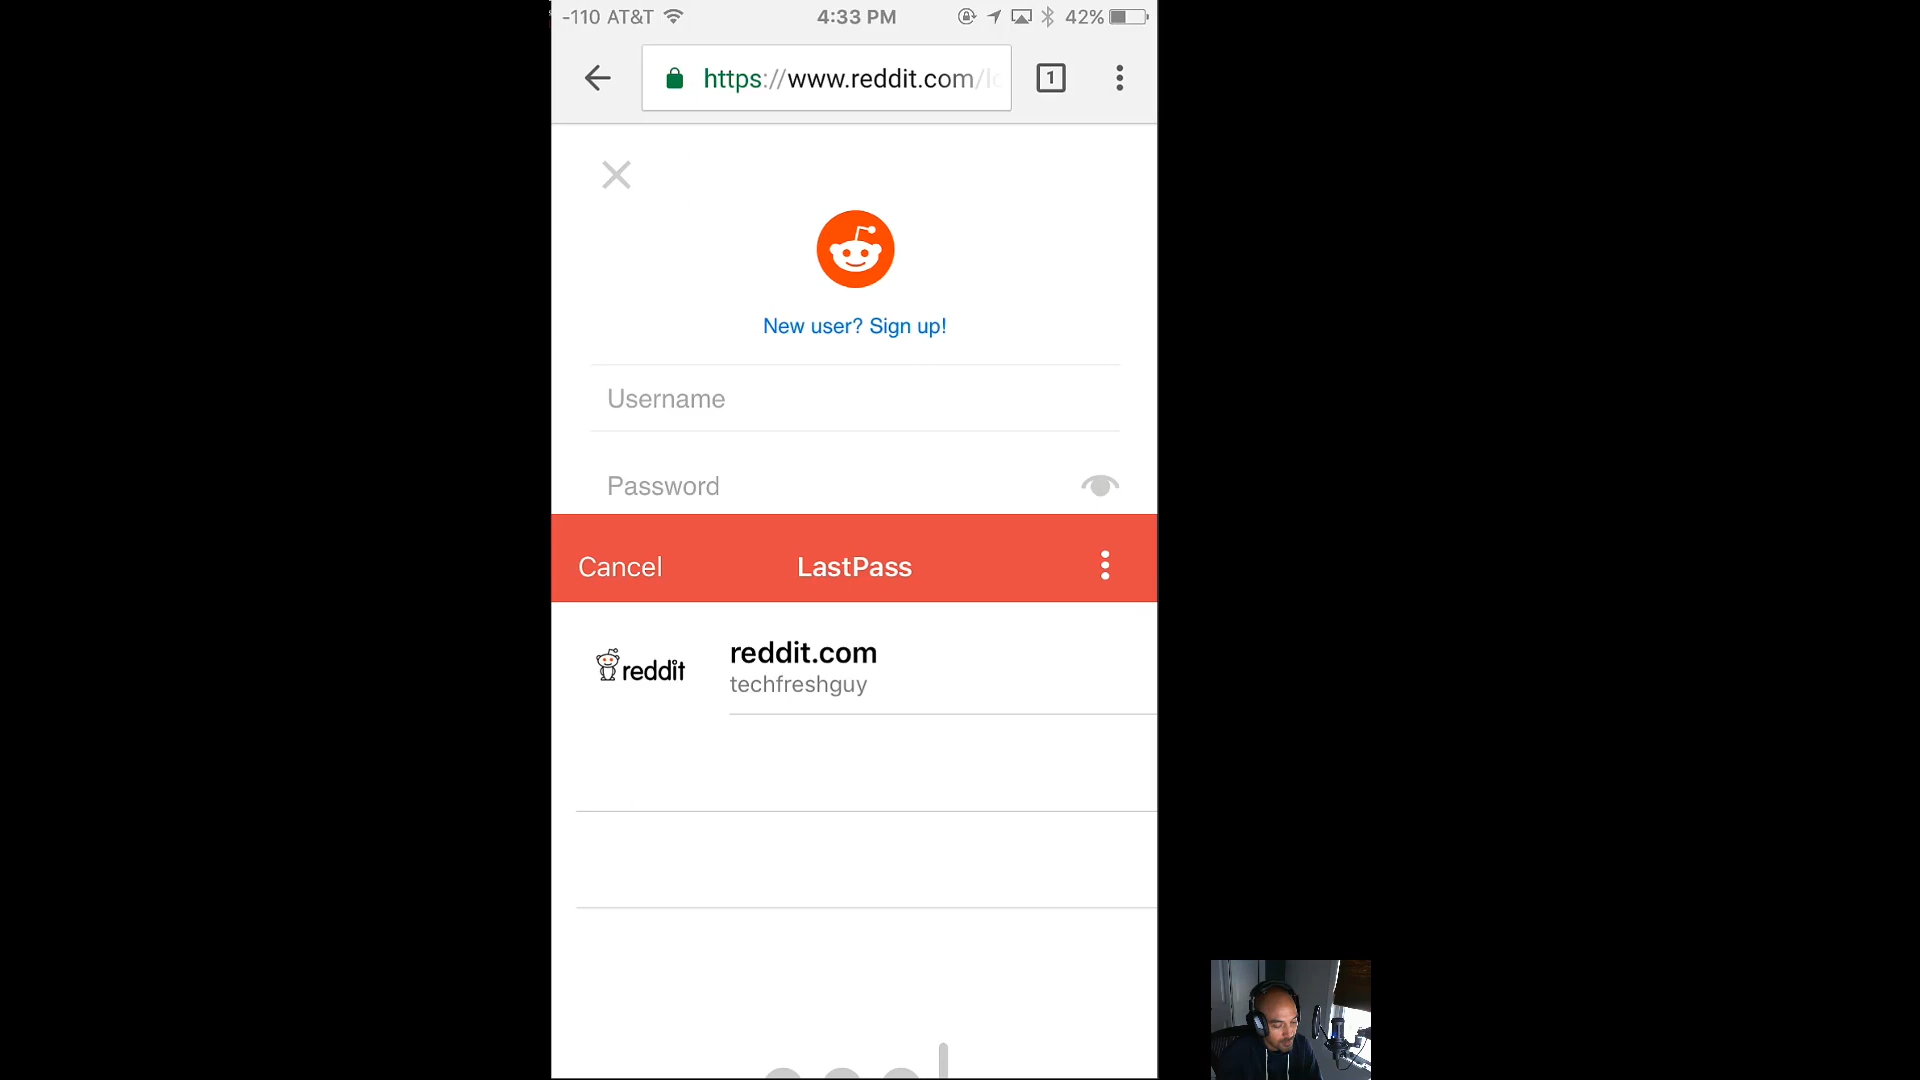 -110 AT&T 4:33 PM 42%
https://www.reddit.com/lo
1
New user? Sign up!
Username
Password
Cancel LastPass
reddit reddit.com
techfreshguy